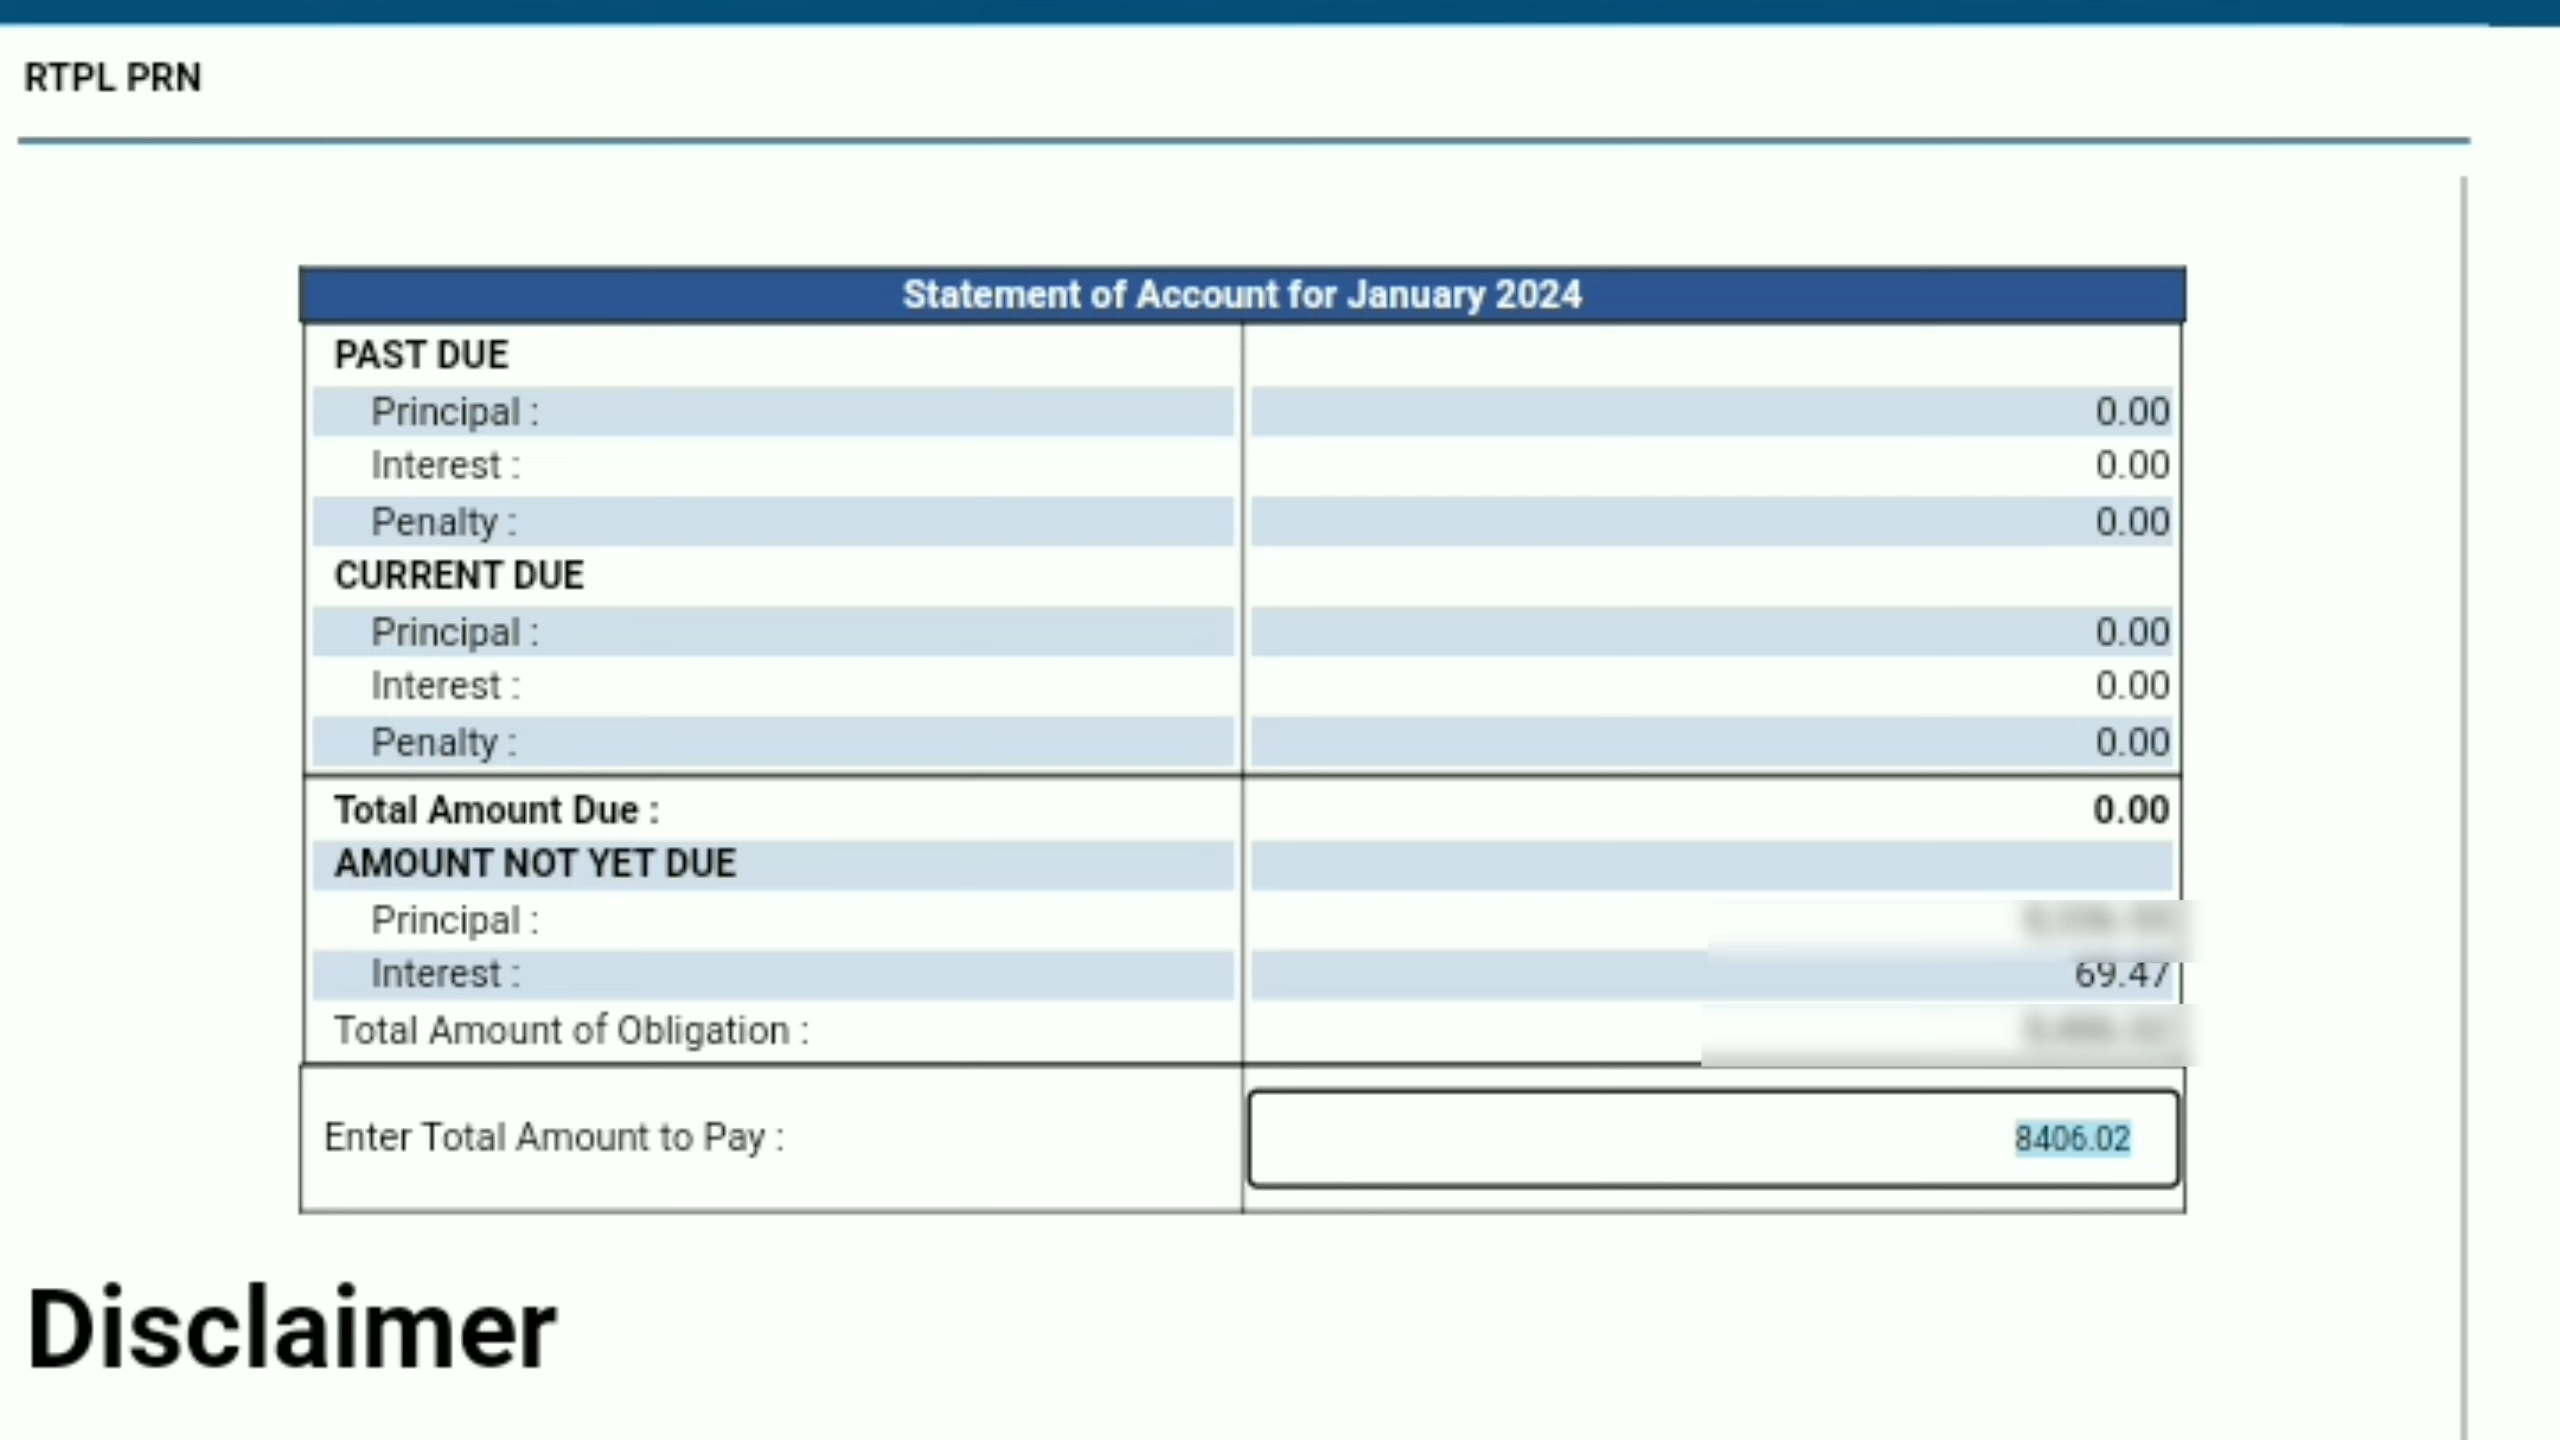 RTPL PRN
Statement of Account for January 2024
PAST DUE
Principal : 0.00
Interest : 0.00
Penalty : 0.00
CURRENT DUE
Principal : 0.00
Interest : 0.00
Penalty : 0.00
Total Amount Due : 0.00
AMOUNT NOT YET DUE
Principal :
Interest : 69.47
Total Amount of Obligation :
Enter Total Amount to Pay : 8406.02
Disclaimer